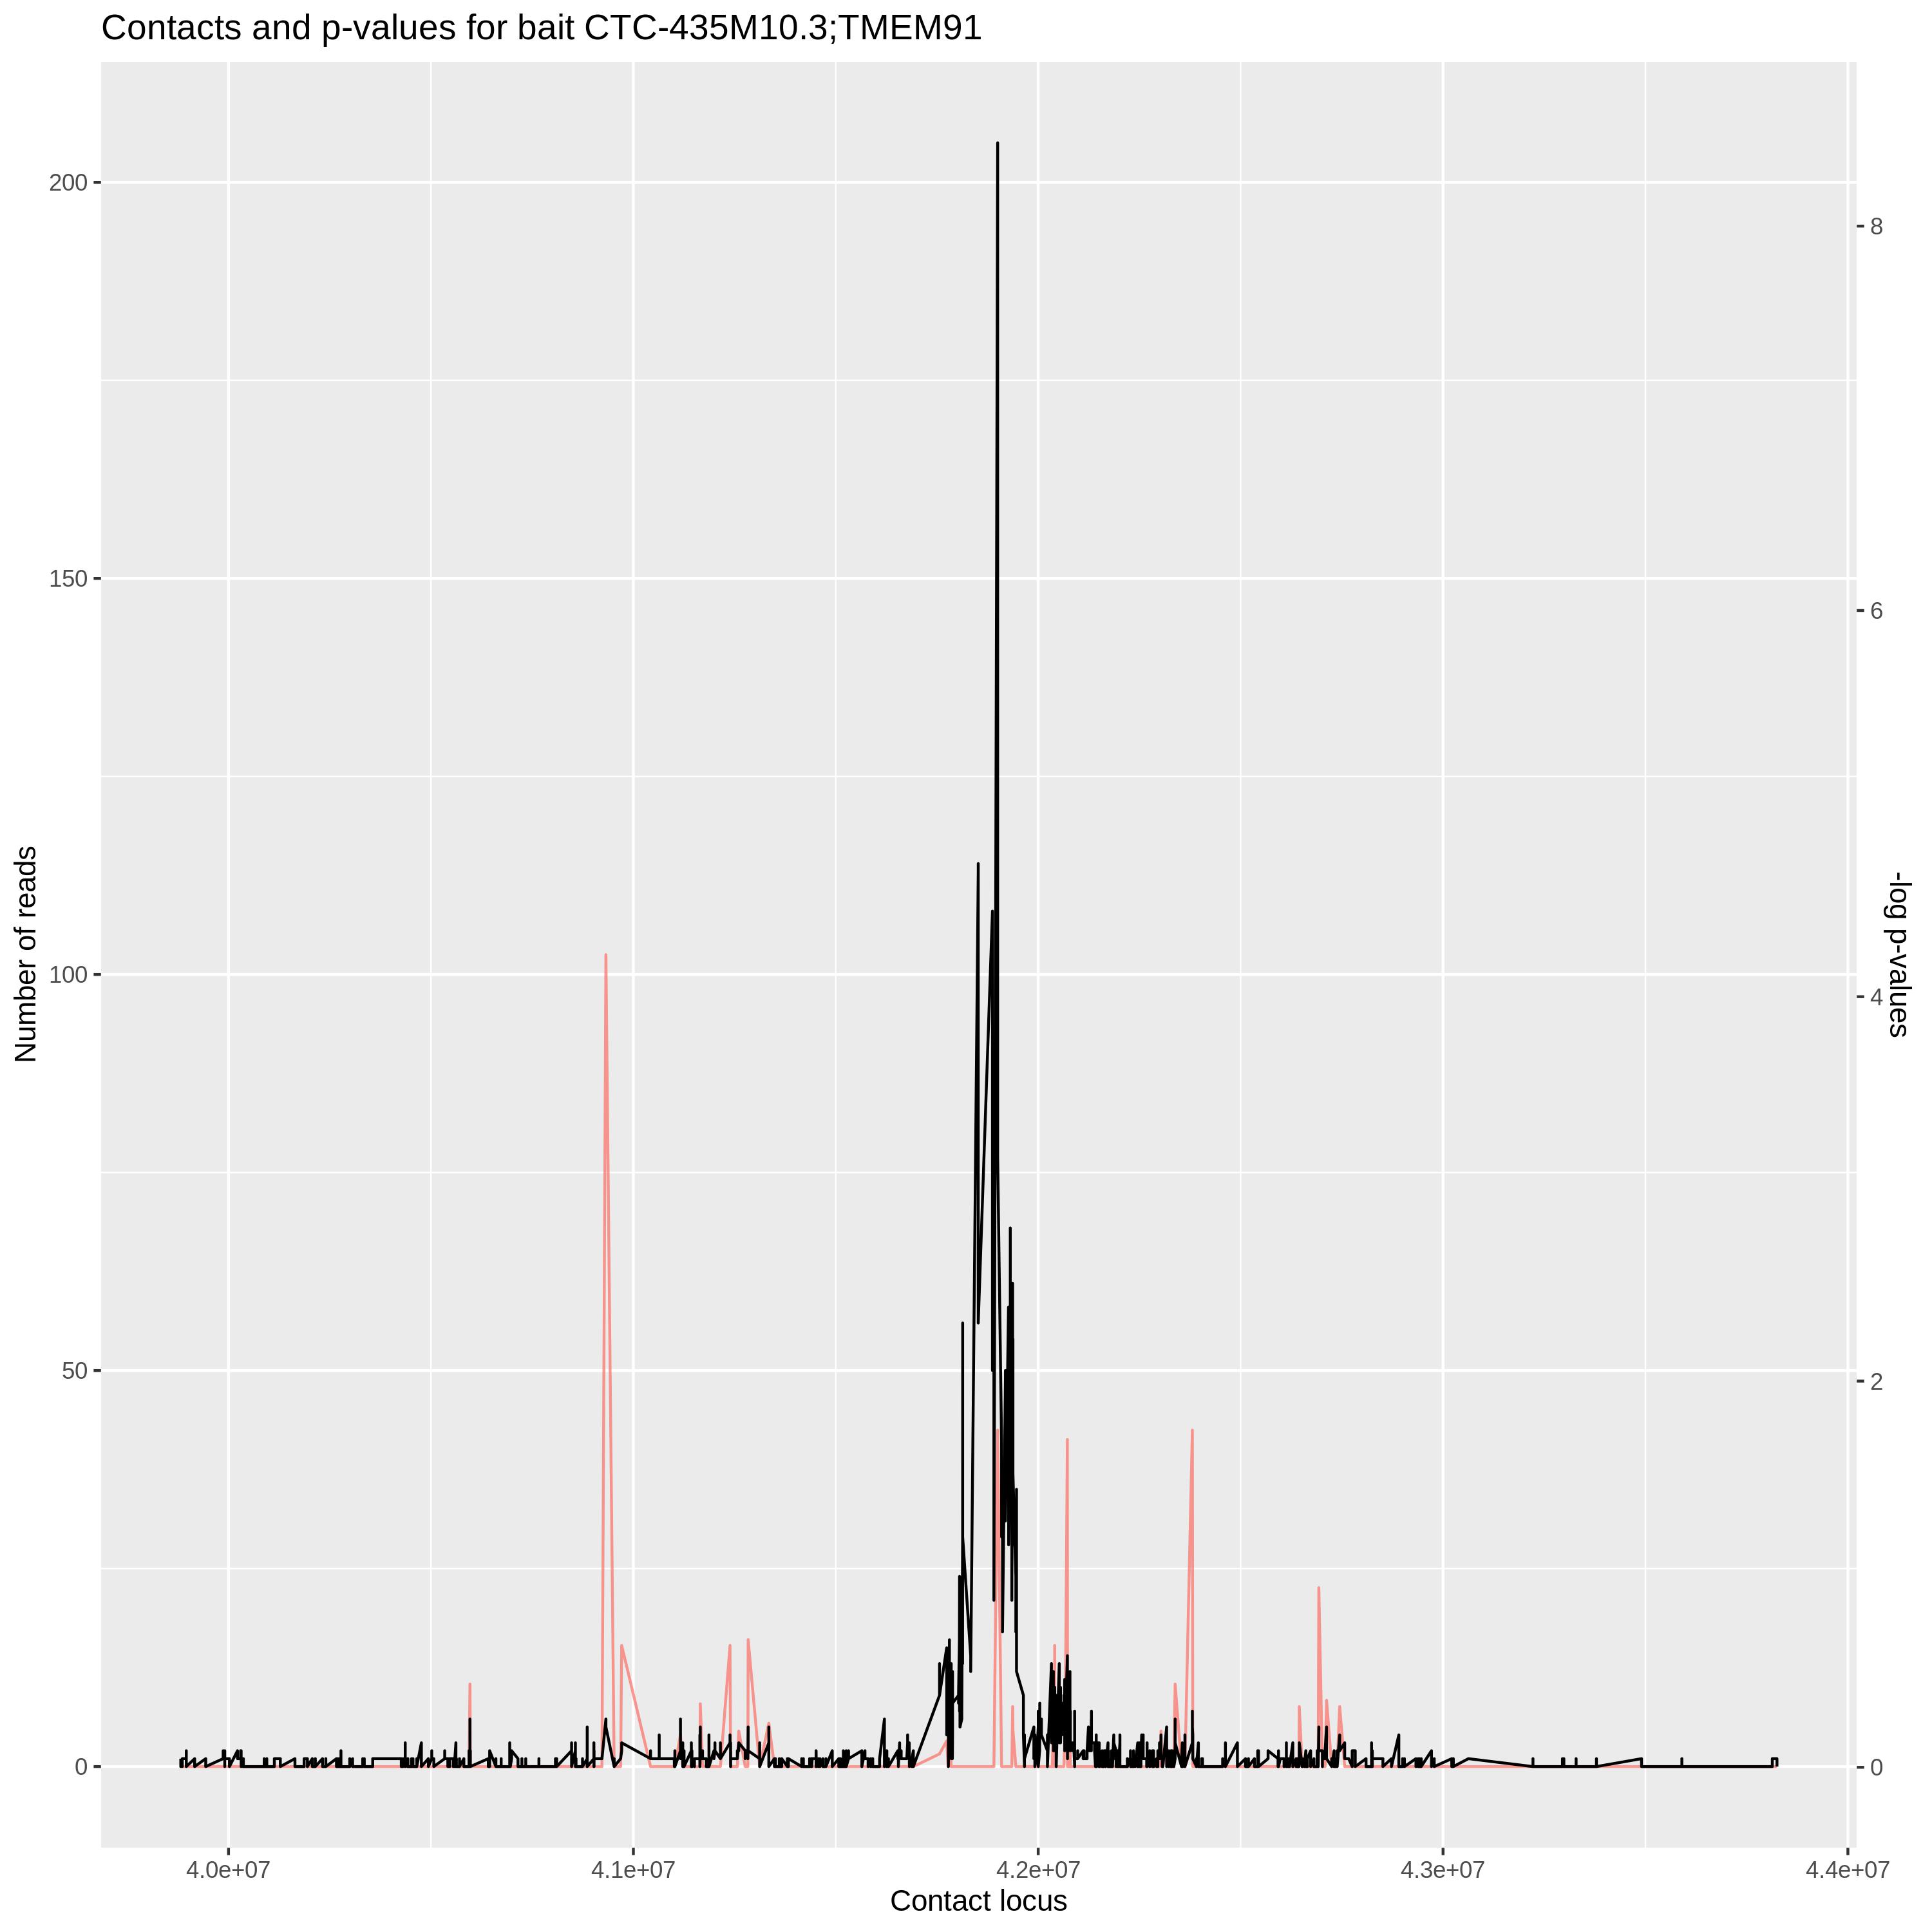 Contacts and p-values for bait CTC-435M10.3;TMEM91
Number of reads
200
150
100
50
0
8
6
4
2
0
-log p-values
4.0e+07
4.1e+07
4.2e+07
4.3e+07
4.4e+07
Contact locus